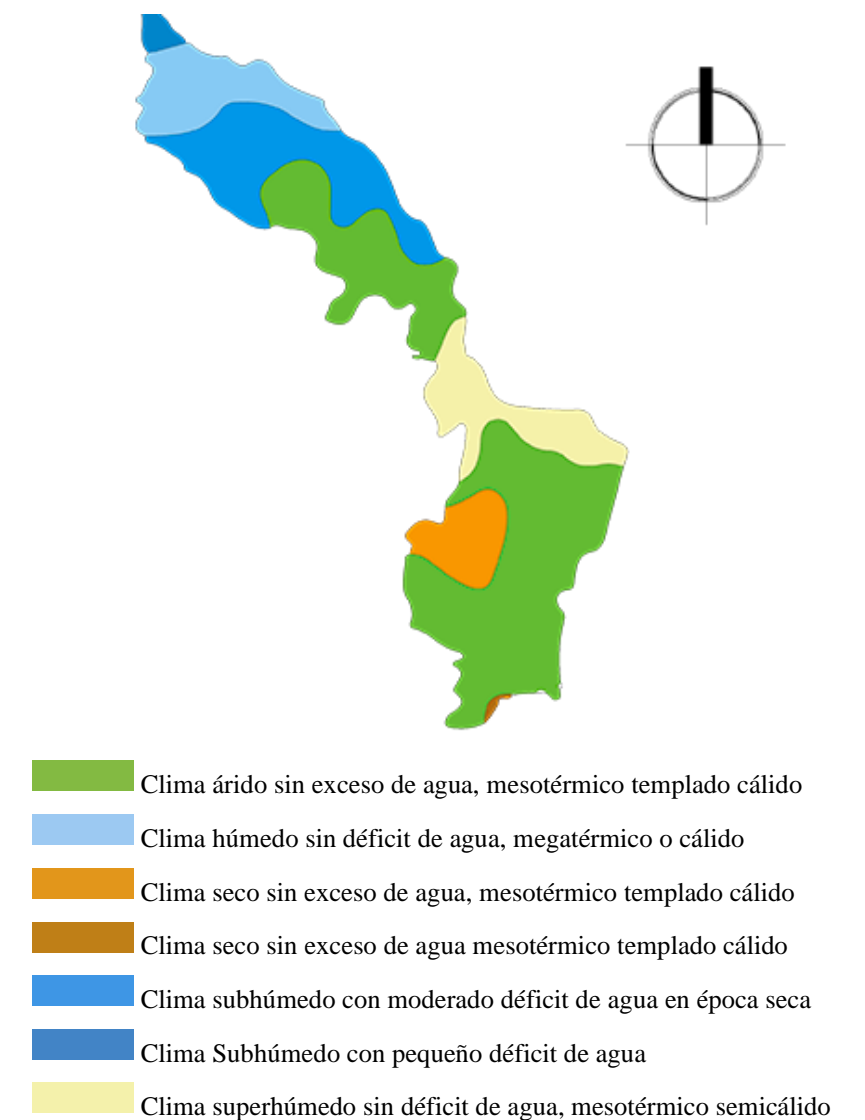 Clima árido sin exceso de agua, mesotérmico templado cálido
Clima húmedo sin déficit de agua, megatérmico o cálido
Clima seco sin exceso de agua, mesotérmico templado cálido
Clima seco sin exceso de agua mesotérmico templado cálido
Clima subhúmedo con moderado déficit de agua en época seca
Clima Subhúmedo con pequeño déficit de agua
Clima superhúmedo sin déficit de agua, mesotérmico semicálido